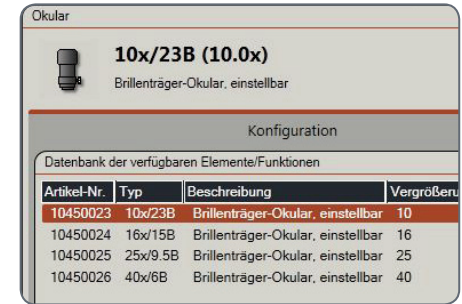 Okular
10x/23B (10.0x)
Brillenträger-Okular, einstellbar
Konfiguration
Datenbank der verfügbaren Elemente/Funktionen
Artikel-Nr. Typ Beschreibung Vergrößeru
10450023 10x/23B Brillenträger-Okular, einstellbar 10
10450024 16x/15B Brillenträger-Okular, einstellbar 16
10450025 25x/9.5B Brillenträger-Okular, einstellbar 25
10450026 40x/6B Brillenträger-Okular, einstellbar 40